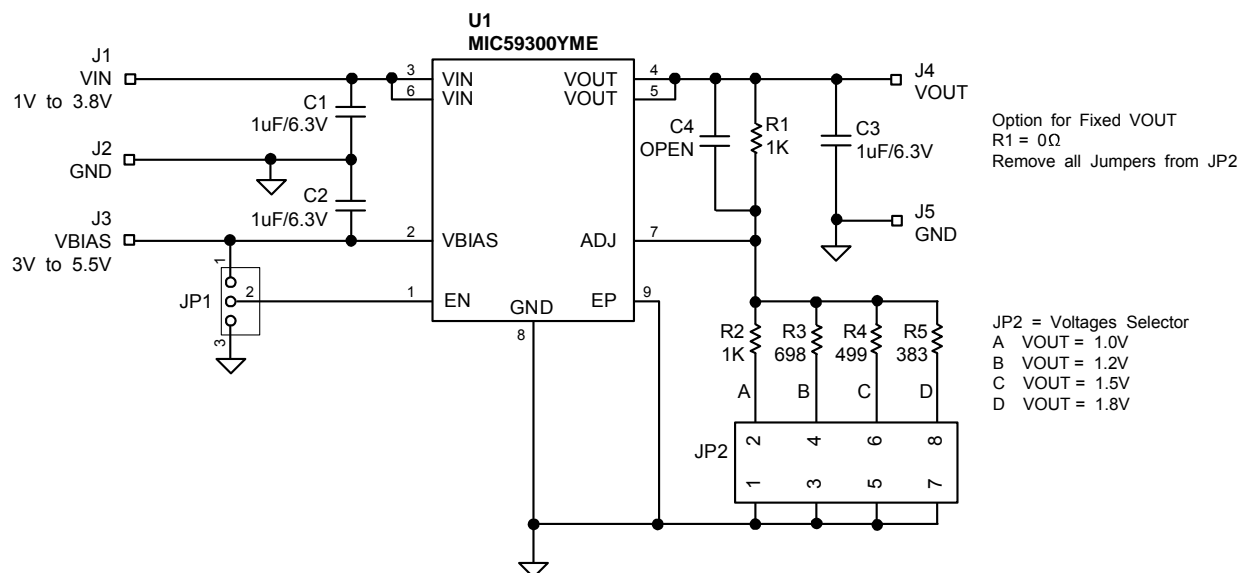 U1
MIC59300YME
J1
VIN
1V to 3.8V
C1
1uF/6.3V
J2
GND
C2
1uF/6.3V
J3
VBIAS
3V to 5.5V
JP1
1
2
3
3
6
2
1
VIN
VIN
VBIAS
EN
GND
8
VOUT
VOUT
ADJ
EP
4
5
7
9
C4
OPEN
R1
1K
C3
1uF/6.3V
J4
VOUT
J5
GND
Option for Fixed VOUT
R1 = 0Ω
Remove all Jumpers from JP2
R2
1K
R3
698
R4
499
R5
383
A
B
C
D
JP2
2
4
6
8
1
3
5
7
JP2 = Voltages Selector
A VOUT = 1.0V
B VOUT = 1.2V
C VOUT = 1.5V
D VOUT = 1.8V